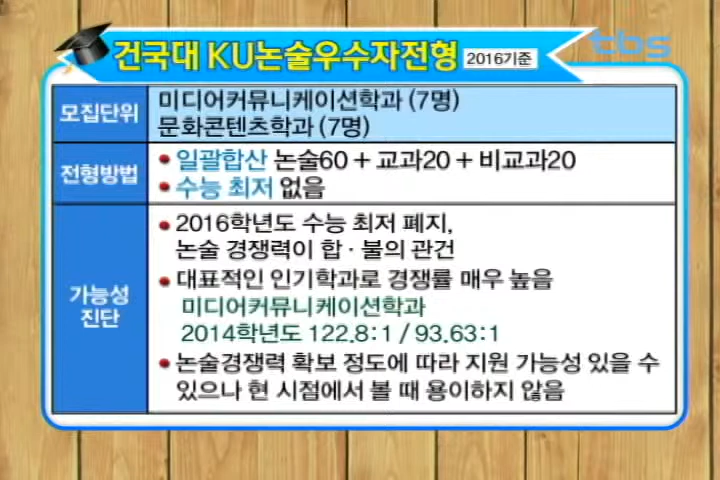 건국대 KU논술우수자전형 2016기준
tbs
모집단위
미디어커뮤니케이션학과 (7명)
문화콘텐츠학과 (7명)
전형방법
일괄합산 논술60 + 교과20 + 비교과20
수능 최저 없음
가능성
진단
2016학년도 수능 최저 폐지,
논술 경쟁력이 합·불의 관건
대표적인 인기학과로 경쟁률 매우 높음
미디어커뮤니케이션학과
2014학년도 122.8:1 / 93.63:1
논술경쟁력 확보 정도에 따라 지원 가능성 있을 수
있으나 현 시점에서 볼 때 용이하지 않음